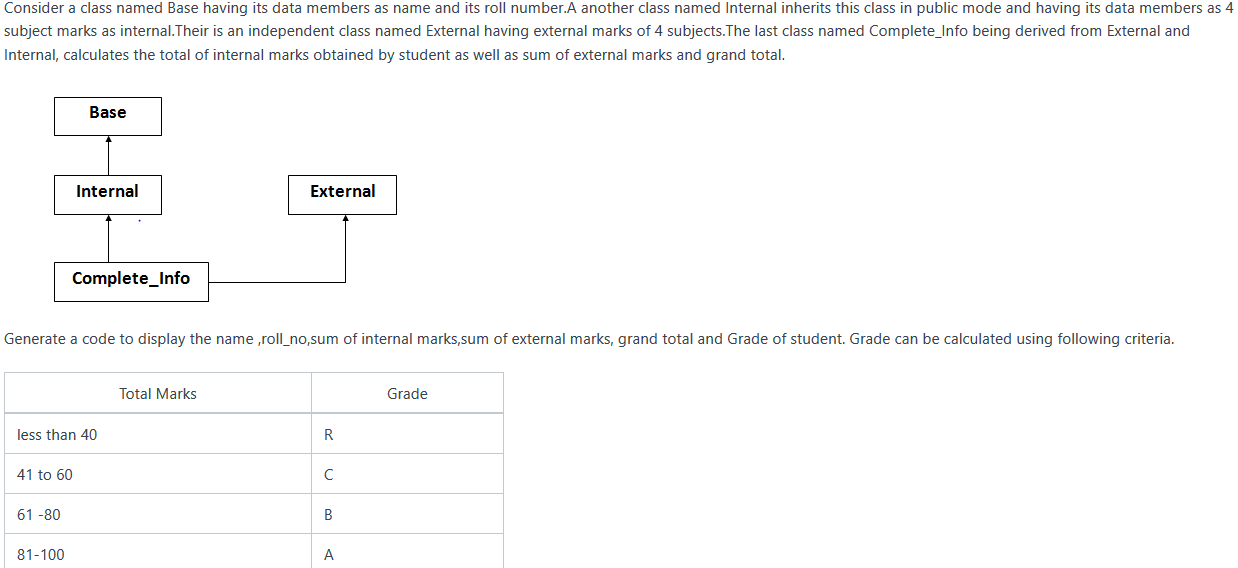 Consider a class named Base having its data members as name and its roll number.A another class named Internal inherits this class in public mode and having its data members as 4
subject marks as internal.Their is an independent class named External having external marks of 4 subjects.The last class named Complete_Info being derived from External and
Internal, calculates the total of internal marks obtained by student as well as sum of external marks and grand total.
Base
Internal External
Complete_Info
Generate a code to display the name ,roll_no,sum of internal marks,sum of external marks, grand total and Grade of student. Grade can be calculated using following criteria.
Total Marks Grade
less than 40 R
41 to 60 C
61 -80 B
81-100 A